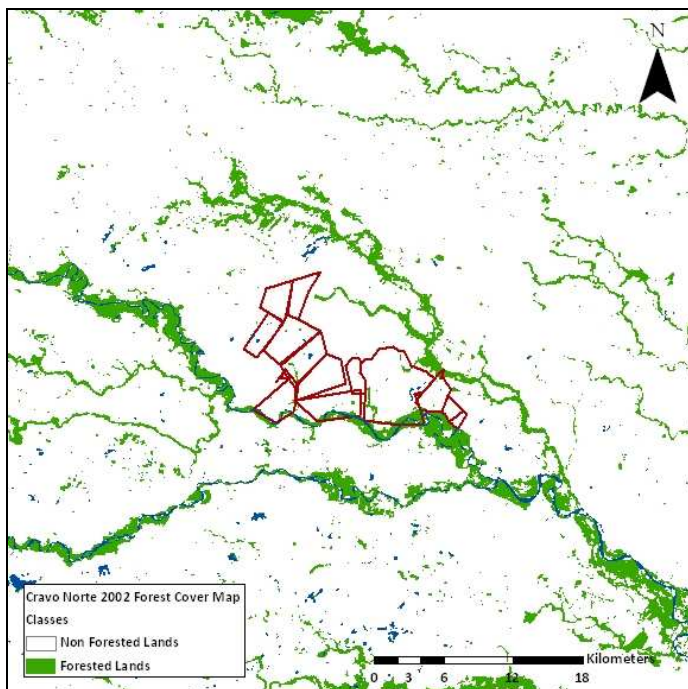 N
Cravo Norte 2002 Forest Cover Map
Classes
Non Forested Lands
Forested Lands
Kilometers
0 3 6 12 18